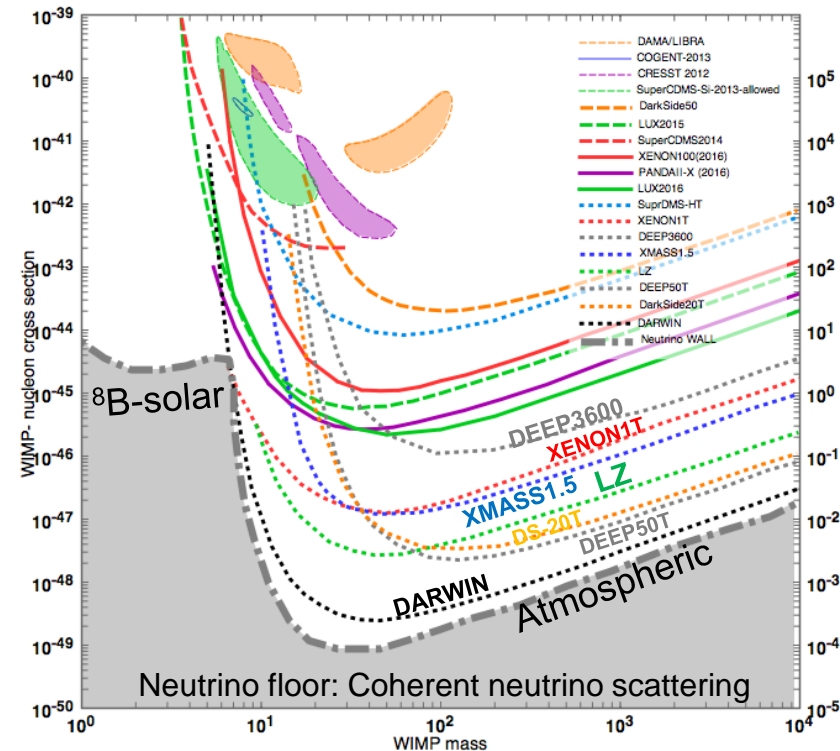 10⁻³⁹
10⁻⁴⁰
10⁻⁴¹
10⁻⁴²
10⁻⁴³
10⁻⁴⁴
10⁻⁴⁵
10⁻⁴⁶
10⁻⁴⁷
10⁻⁴⁸
10⁻⁴⁹
10⁻⁵⁰
WIMP- nucleon cross section
DAMA/LIBRA
COGENT-2013
CRESST 2012
SuperCDMS-Si-2013-allowed
DarkSide50
LUX2015
SuperCDMS2014
XENON100(2016)
PANDAII-X (2016)
LUX2016
SuprDMS-HT
XENON1T
DEEP3600
XMASS1.5
LZ
DEEP50T
DarkSide20T
DARWIN
Neutrino WALL
10⁵
10⁴
10³
10²
10¹
10⁰
10⁻¹
10⁻²
10⁻³
10⁻⁴
⁸B-solar
DEEP3600
XENON1T
XMASS1.5
LZ
DS-20T
DEEP50T
DARWIN
Atmospheric
Neutrino floor: Coherent neutrino scattering
10⁰
10¹
10²
10³
10⁴
WIMP mass